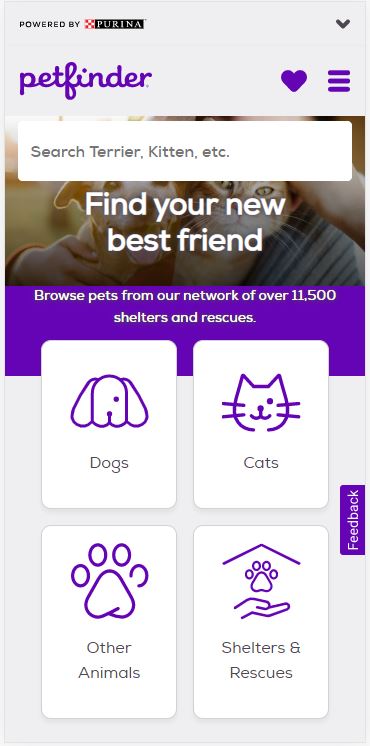 POWERED BY PURINA
petfinder
Search Terrier, Kitten, etc.
Find your new
best friend
Browse pets from our network of over 11,500
shelters and rescues.
Dogs
Cats
Feedback
Other
Animals
Shelters &
Rescues